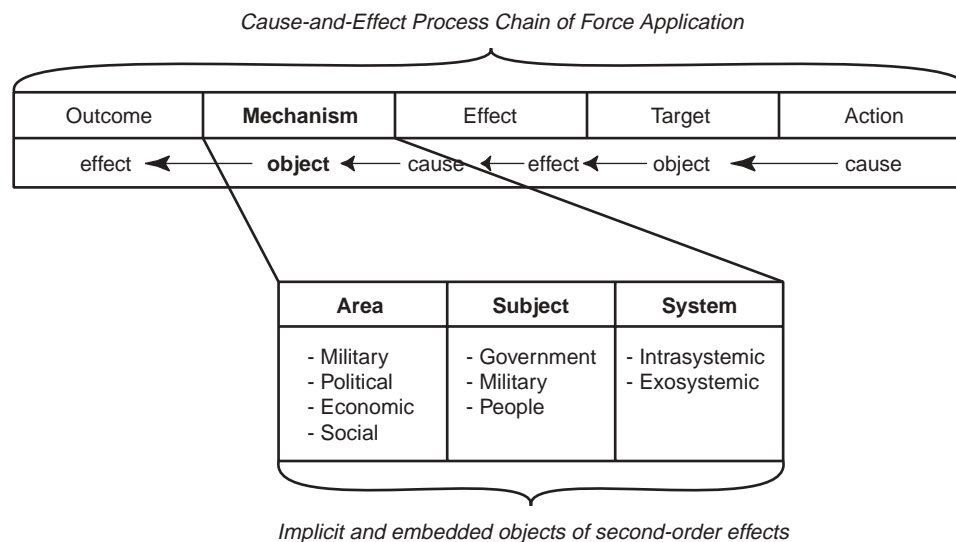 Cause-and-Effect Process Chain of Force Application
Outcome Mechanism Effect Target Action
effect object cause effect object cause
Area Subject System
- Military - Government - Intrasystemic
- Political - Military - Exosystemic
- Economic - People
- Social
Implicit and embedded objects of second-order effects